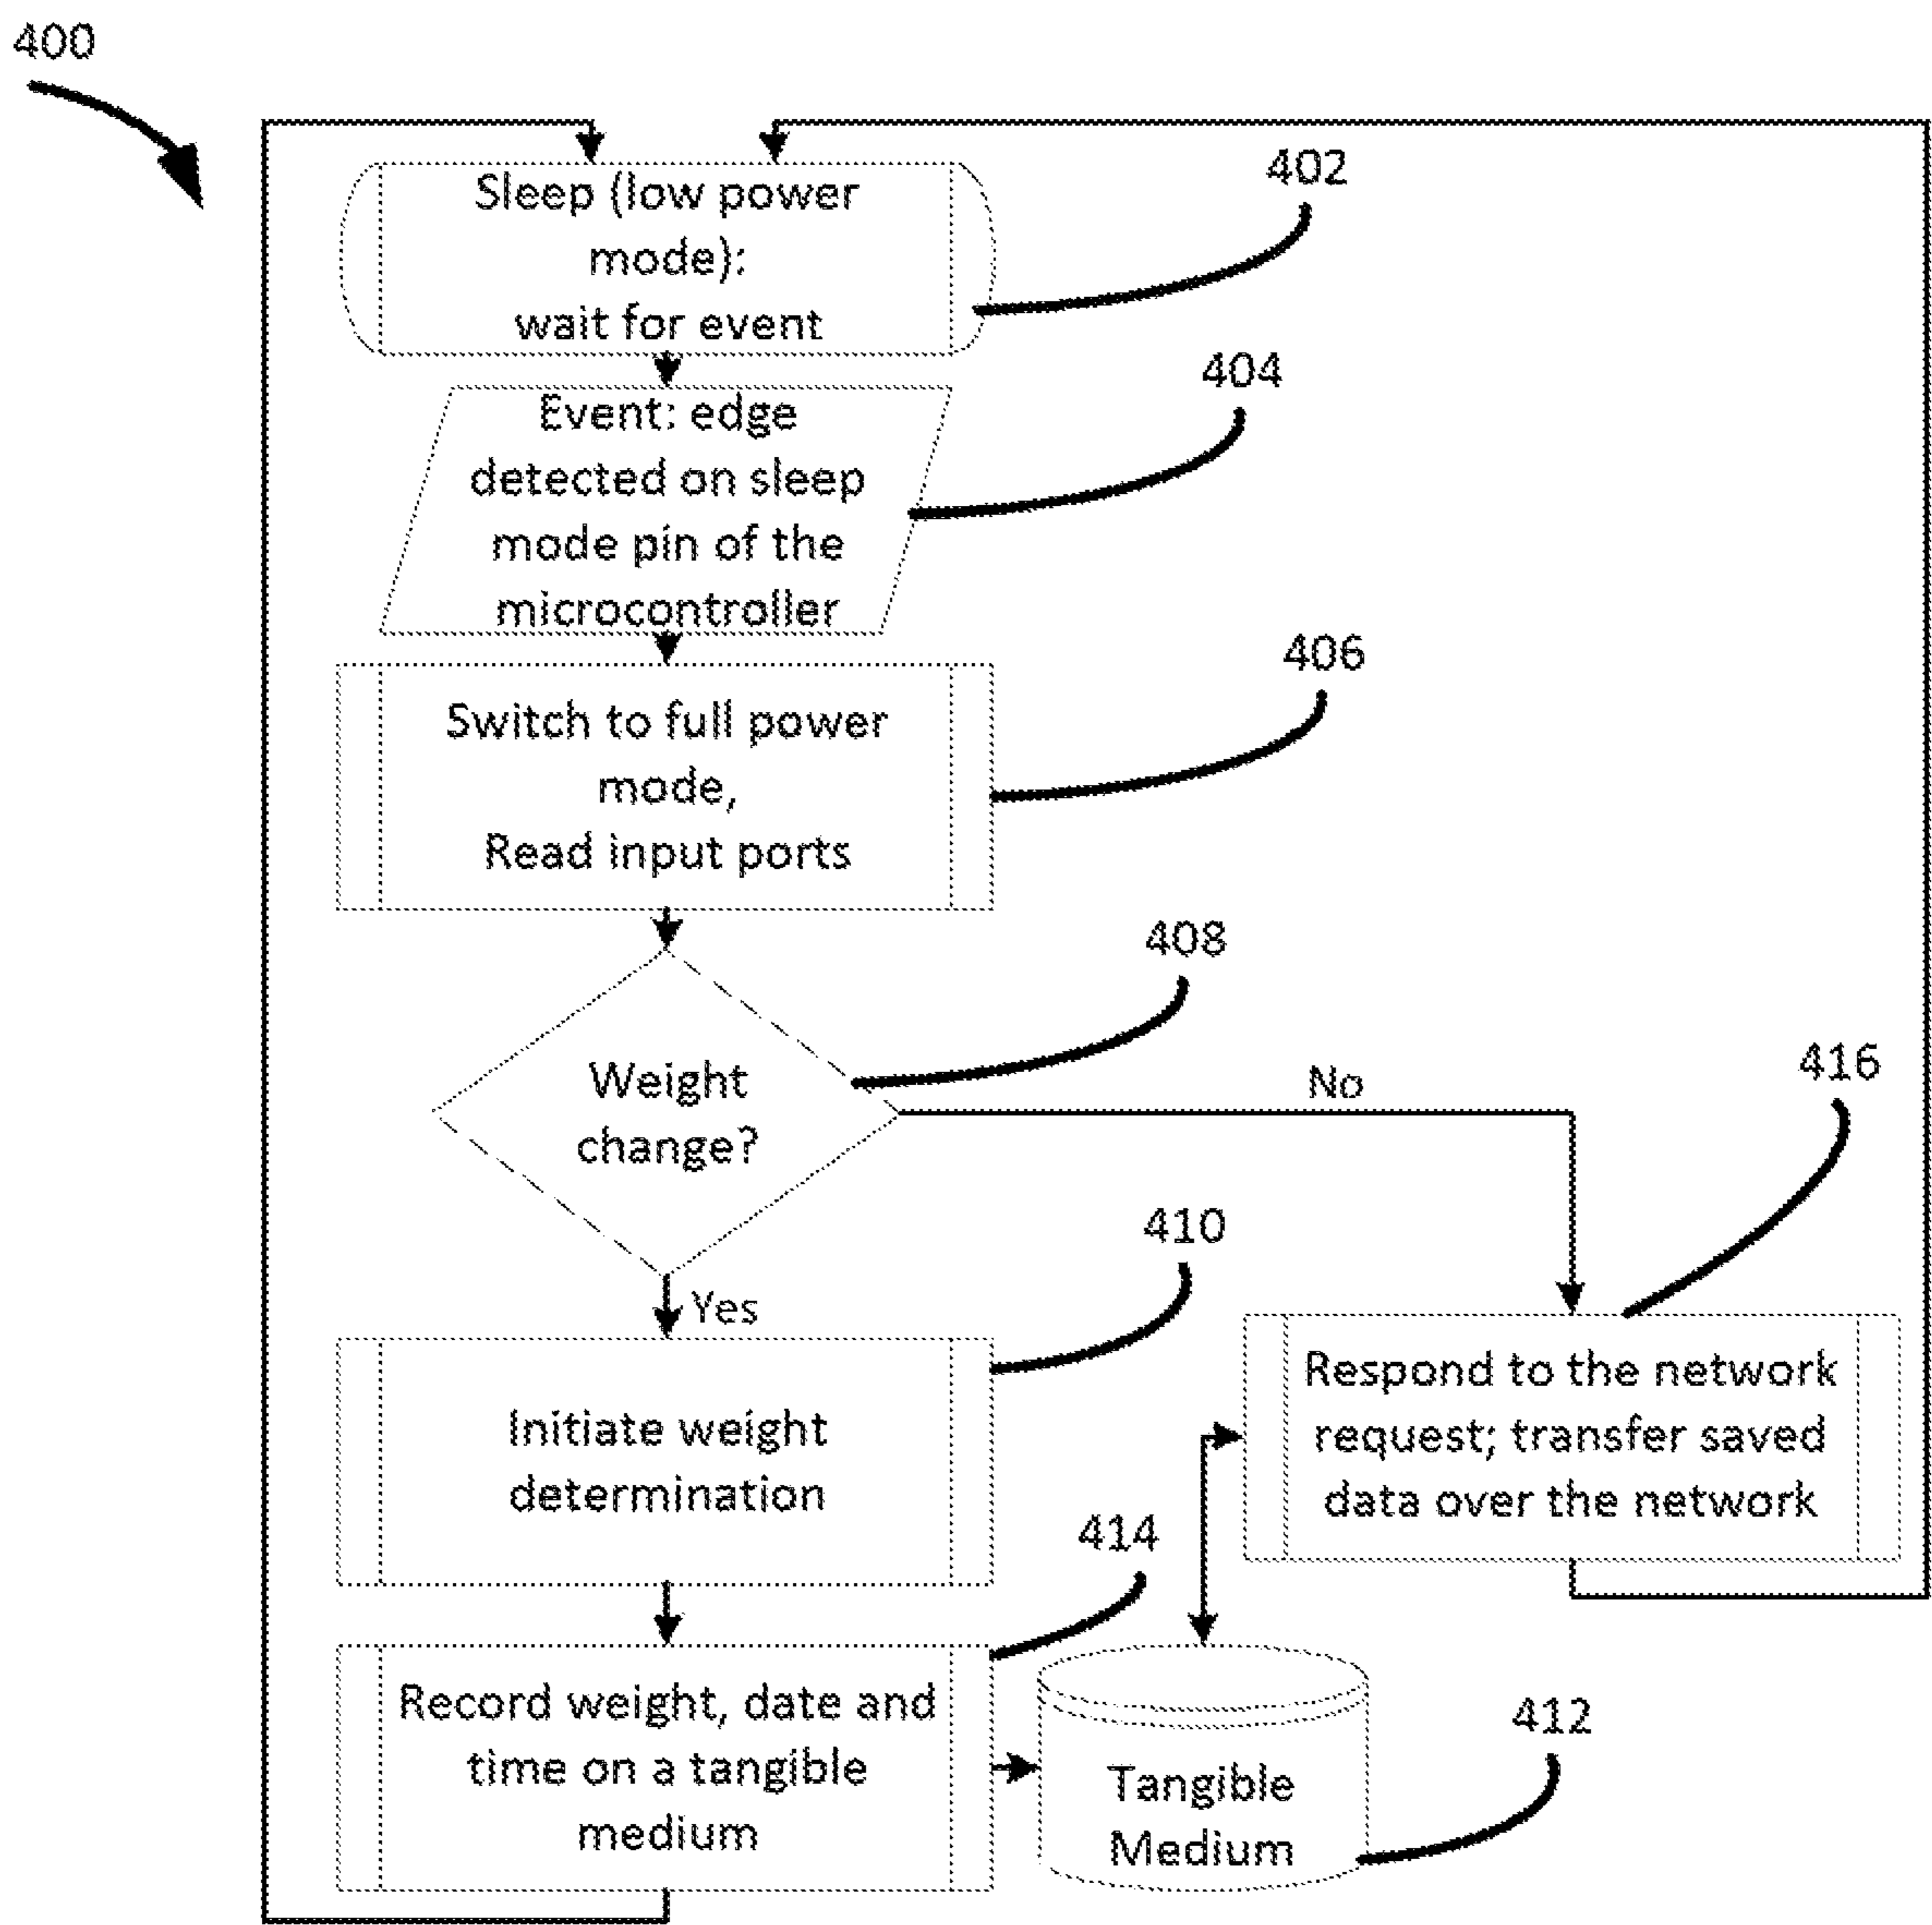 400
Sleep (low power
mode):
wait for event
402
Event: edge
detected on sleep
mode pin of the
microcontroller
404
Switch to full power
mode,
Read input ports
406
Weight
change?
408
No
Yes
416
410
Initiate weight
determination
Respond to the network
request; transfer saved
data over the network
414
Record weight, date and
time on a tangible
medium
Tangible
Medium
412